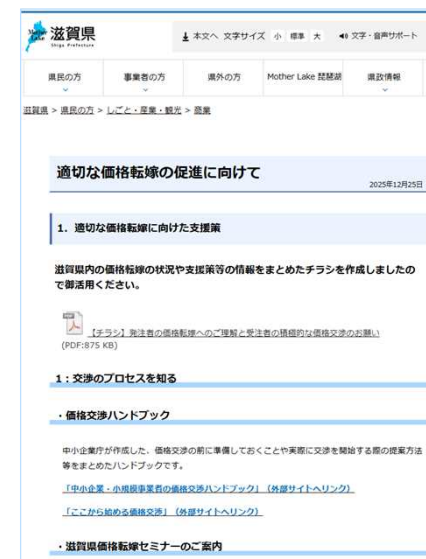 Mother Lake 滋賀県
Shiga Prefecture
本文へ 文字サイズ 小 標準 大 文字・音声サポート
県民の方 事業者の方 県外の方 Mother Lake 琵琶湖 県政情報
滋賀県 > 県民の方 > しごと・産業・観光 > 商業
適切な価格転嫁の促進に向けて
2025年12月25日
1．適切な価格転嫁に向けた支援策
滋賀県内の価格転嫁の状況や支援策等の情報をまとめたチラシを作成しましたの
で御活用ください。
【チラシ】発注者の価格転嫁へのご理解と受注者の積極的な価格交渉のお願い
(PDF:875 KB)
1：交渉のプロセスを知る
・価格交渉ハンドブック
中小企業庁が作成した、価格交渉の前に準備しておくことや実際に交渉を開始する際の提案方法
等をまとめたハンドブックです。
「中小企業・小規模事業者の価格交渉ハンドブック」（外部サイトへリンク）
「ここから始める価格交渉」（外部サイトへリンク）
・滋賀県価格転嫁セミナーのご案内